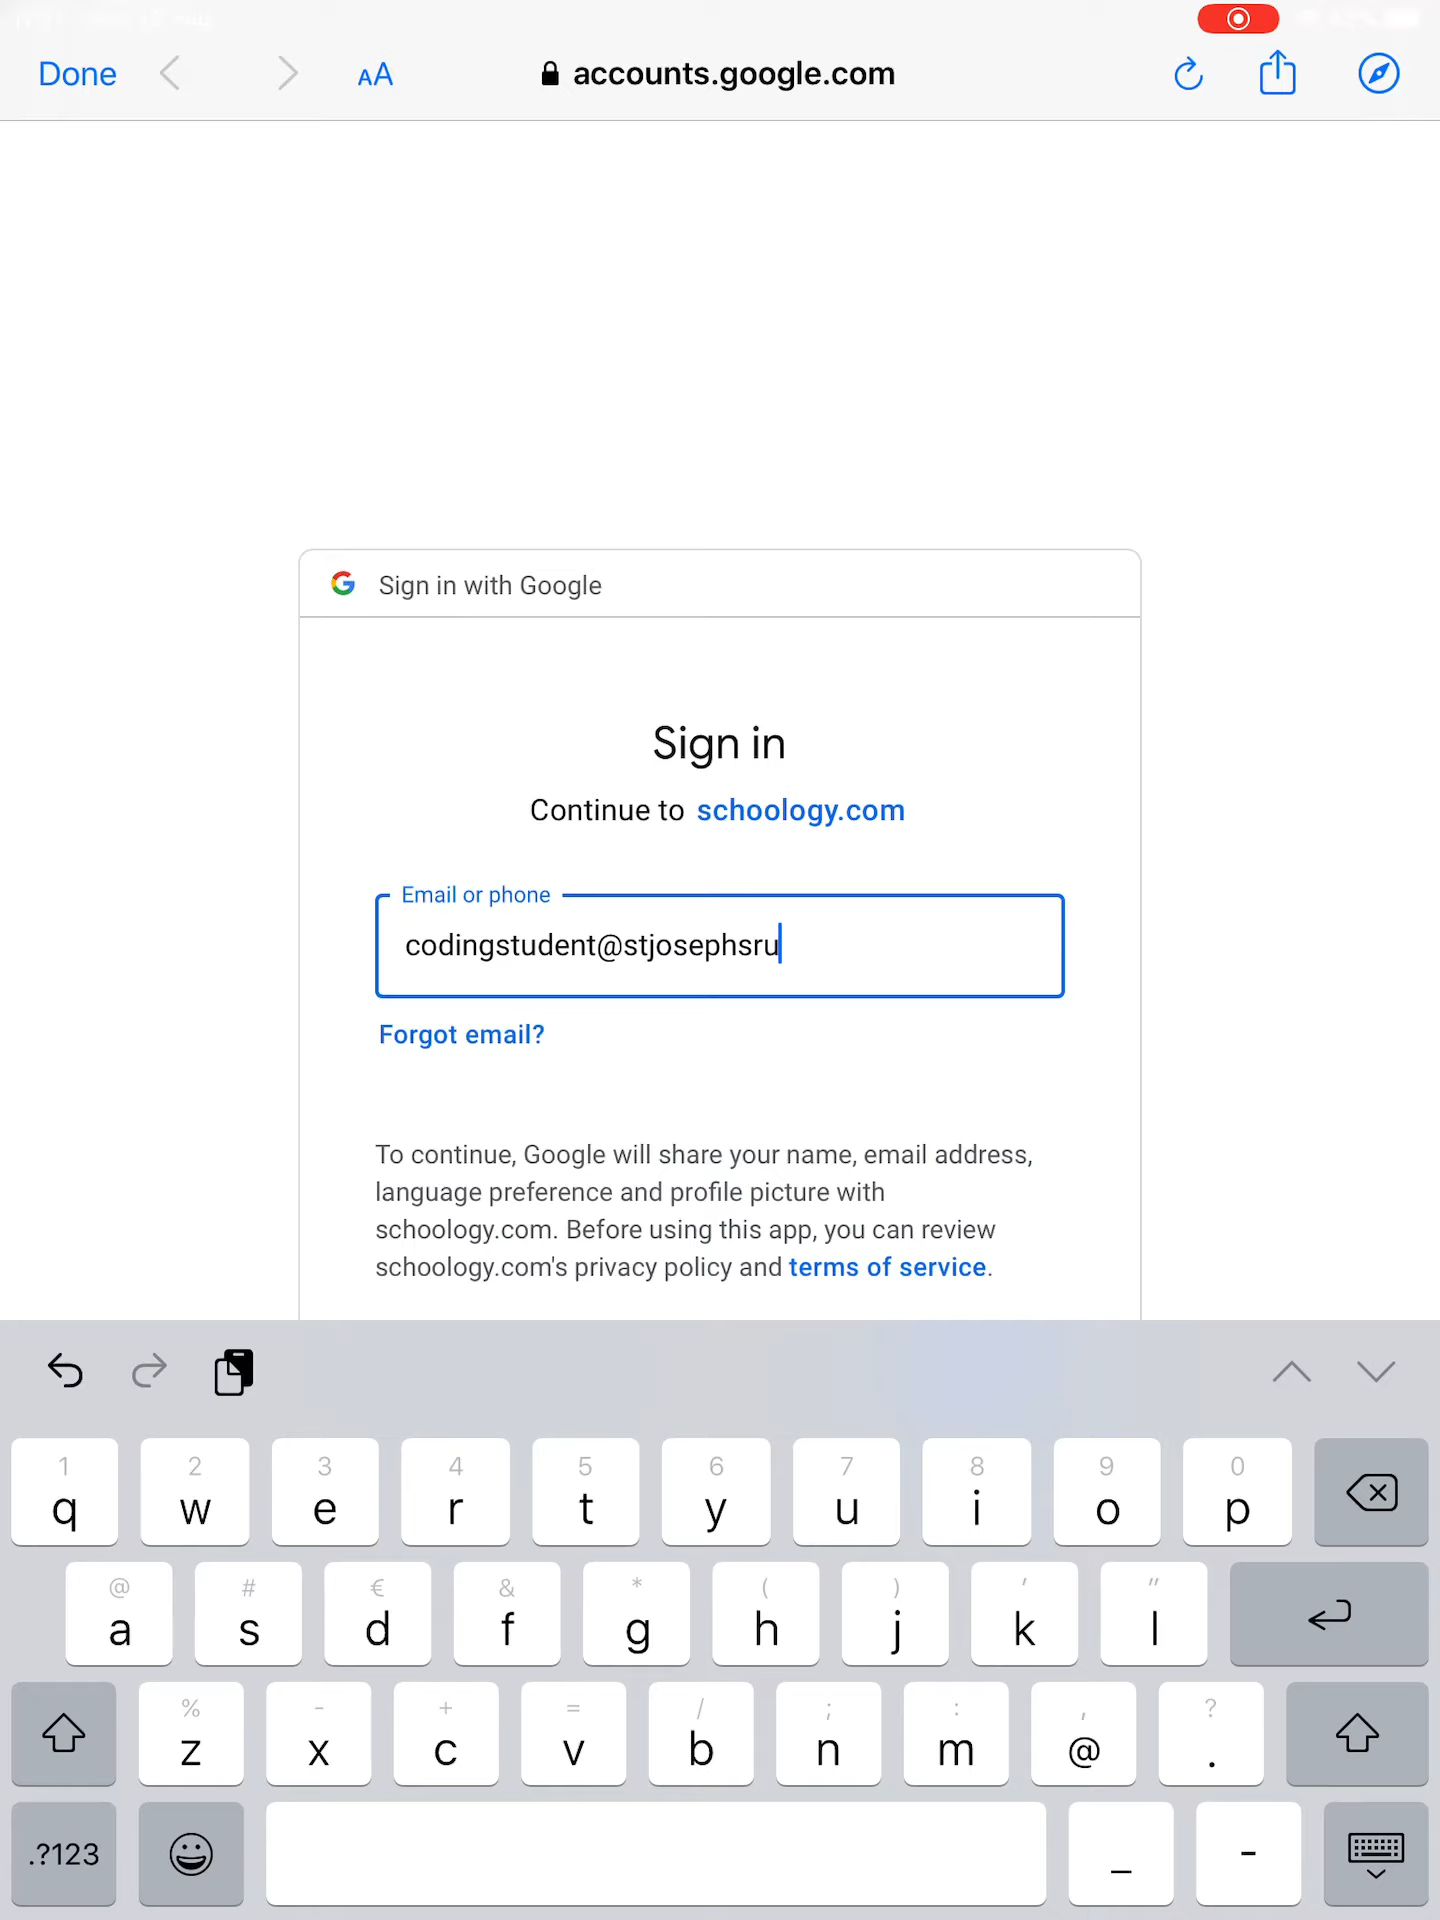 Done
AA
accounts.google.com
Sign in with Google
Sign in
Continue to schoology.com
Email or phone
codingstudent@stjosephsru
Forgot email?
To continue, Google will share your name, email address,
language preference and profile picture with
schoology.com. Before using this app, you can review
schoology.com's privacy policy and terms of service.
1 2 3 4 5 6 7 8 9 0
q w e r t y u i o p
@ # € & * ( ) ' "
a s d f g h j k l
% - + = / ; : , ?
z x c v b n m @ .
.?123 _ -